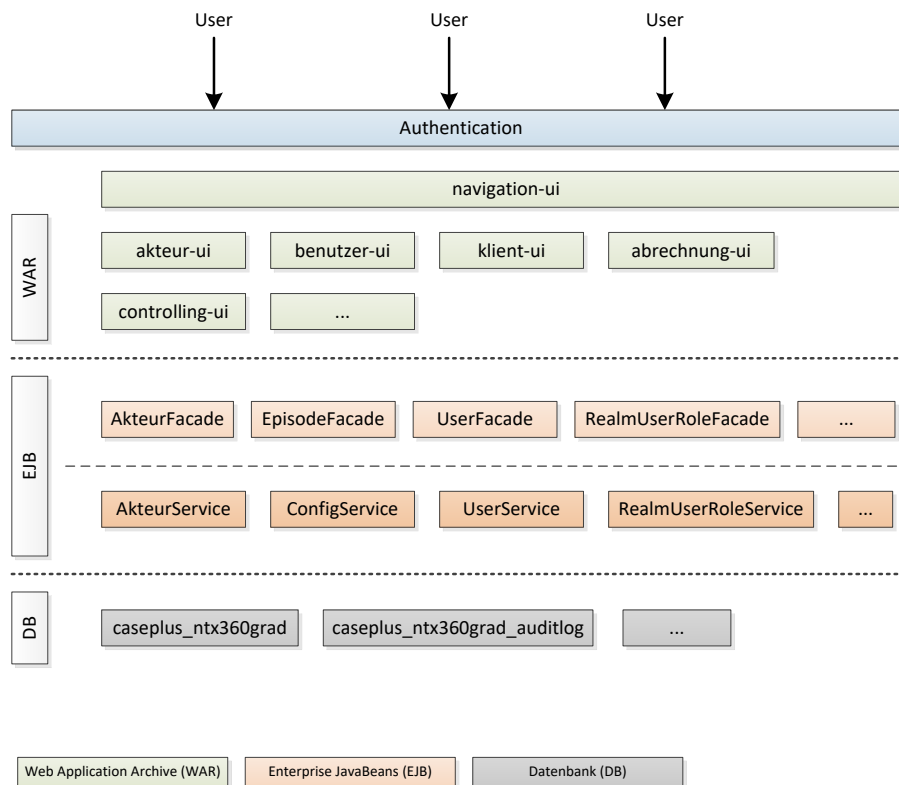 User
User
User
Authentication
navigation-ui
WAR
akteur-ui
benutzer-ui
klient-ui
abrechnung-ui
controlling-ui
...
EJB
AkteurFacade
EpisodeFacade
UserFacade
RealmUserRoleFacade
...
AkteurService
ConfigService
UserService
RealmUserRoleService
...
DB
caseplus_ntx360grad
caseplus_ntx360grad_auditlog
...
Web Application Archive (WAR)
Enterprise JavaBeans (EJB)
Datenbank (DB)